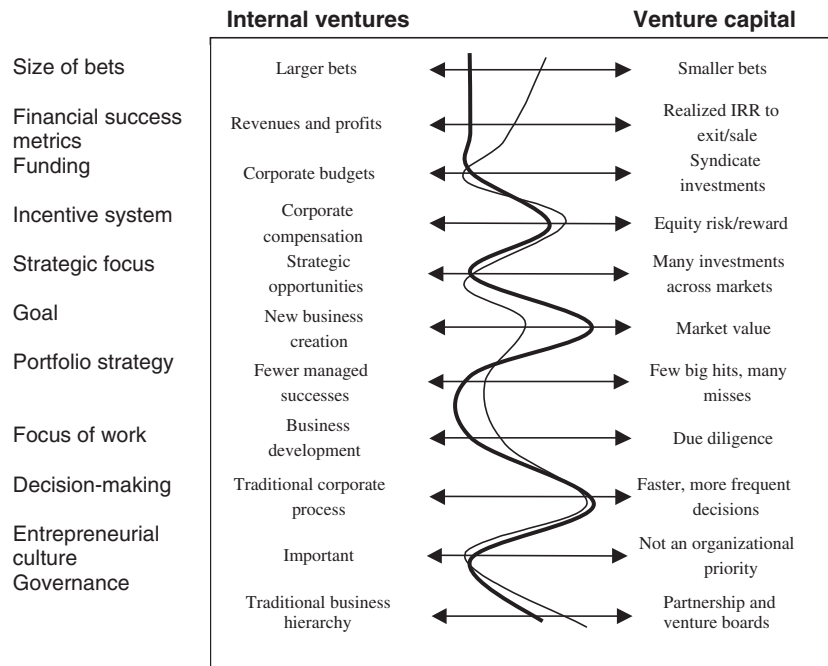 Internal ventures
Venture capital
Size of bets
Larger bets
Smaller bets
Financial success
metrics
Revenues and profits
Realized IRR to
exit/sale
Funding
Corporate budgets
Syndicate
investments
Incentive system
Corporate
compensation
Equity risk/reward
Strategic focus
Strategic
opportunities
Many investments
across markets
Goal
New business
creation
Market value
Portfolio strategy
Fewer managed
successes
Few big hits, many
misses
Focus of work
Business
development
Due diligence
Decision-making
Traditional corporate
process
Faster, more frequent
decisions
Entrepreneurial
culture
Important
Not an organizational
priority
Governance
Traditional business
hierarchy
Partnership and
venture boards